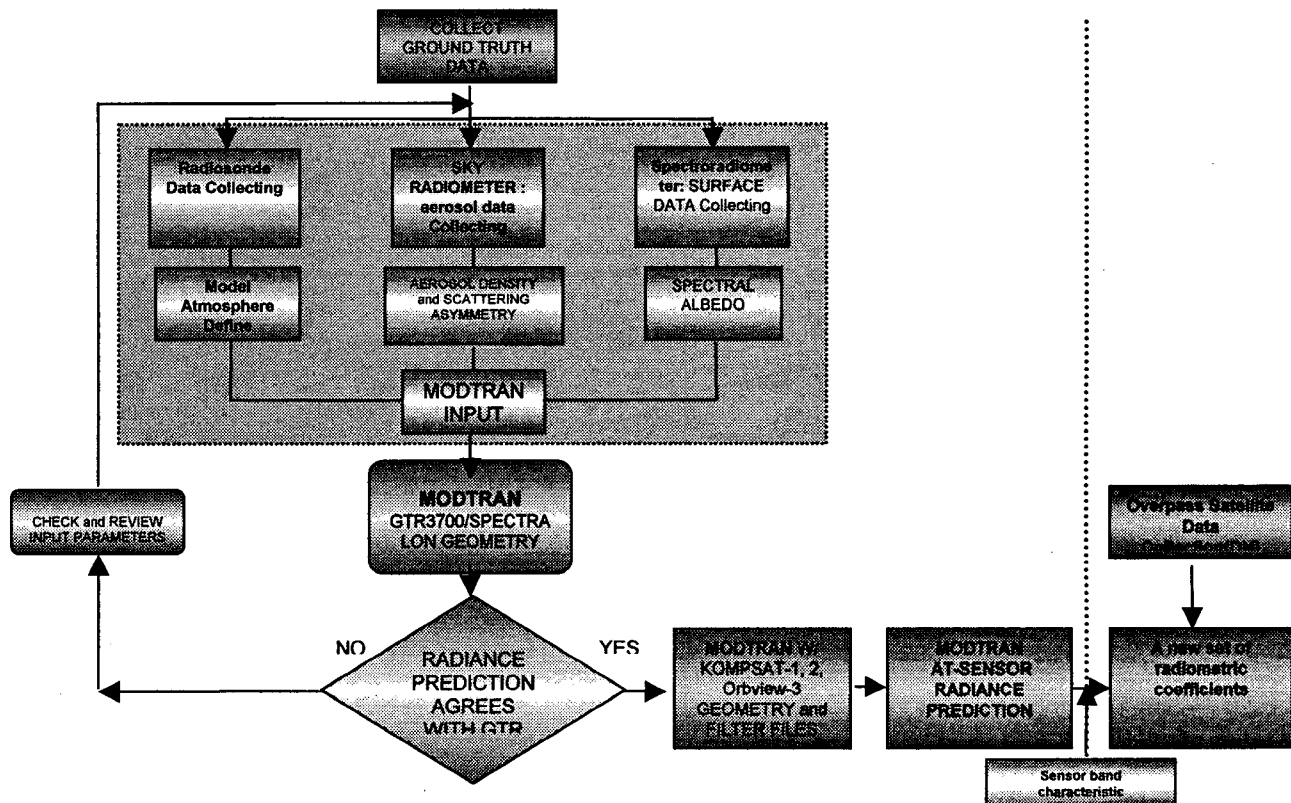 COLLECT
GROUND TRUTH
DATA
Radiosonde
Data Collecting
SKY
RADIOMETER :
aerosol data
Collecting
Spectroradiome
ter: SURFACE
DATA Collecting
Model
Atmosphere
Define
AEROSOL DENSITY
and SCATTERING
ASYMMETRY
SPECTRAL
ALBEDO
MODTRAN
INPUT
MODTRAN
GTR3700/SPECTRA
LON GEOMETRY
CHECK and REVIEW
INPUT PARAMETERS
NO
RADIANCE
PREDICTION
AGREES
WITH GTR
YES
MODTRAN W/
KOMPSAT-1, 2,
Orbview-3
GEOMETRY and
FILTER FILES
MODTRAN
AT-SENSOR
RADIANCE
PREDICTION
Overpass Satellite
Data
A new set of
radiometric
coefficients
Sensor band
characteristic